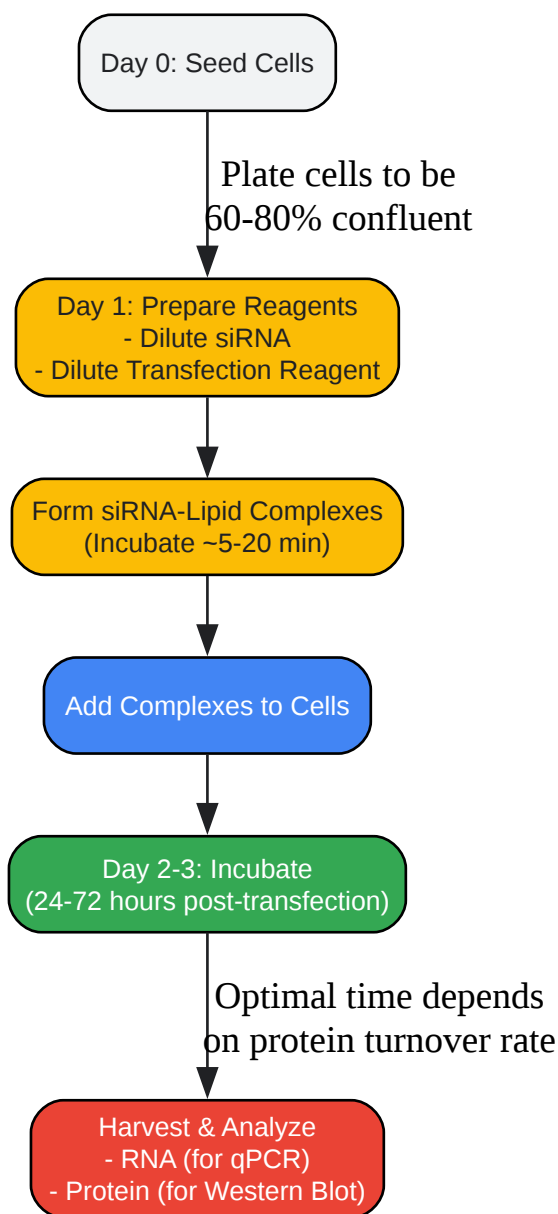 Day 0: Seed Cells
Plate cells to be
60-80% confluent
Day 1: Prepare Reagents
- Dilute siRNA
- Dilute Transfection Reagent
Form siRNA-Lipid Complexes
(Incubate ~5-20 min)
Add Complexes to Cells
Day 2-3: Incubate
(24-72 hours post-transfection)
Optimal time depends
on protein turnover rate
Harvest & Analyze
- RNA (for qPCR)
- Protein (for Western Blot)